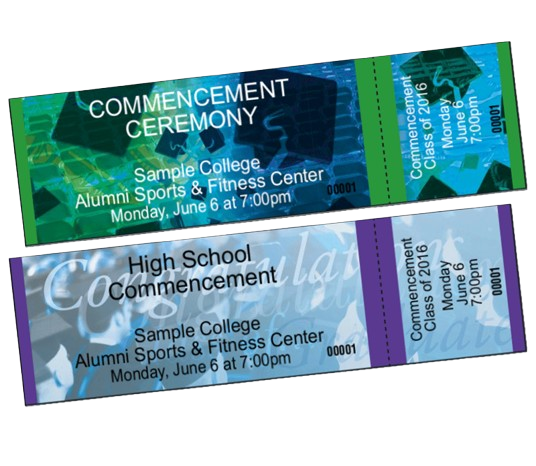 COMMENCEMENT
CEREMONY
Sample College
Alumni Sports & Fitness Center
Monday, June 6 at 7:00pm
00001
Commencement
Class of 2016
Monday
June 6
7:00pm
00001
Congratulations
High School
Commencement
Sample College
Alumni Sports & Fitness Center
Monday, June 6 at 7:00pm
00001
Commencement
Class of 2016
Monday
June 6
7:00pm
00001